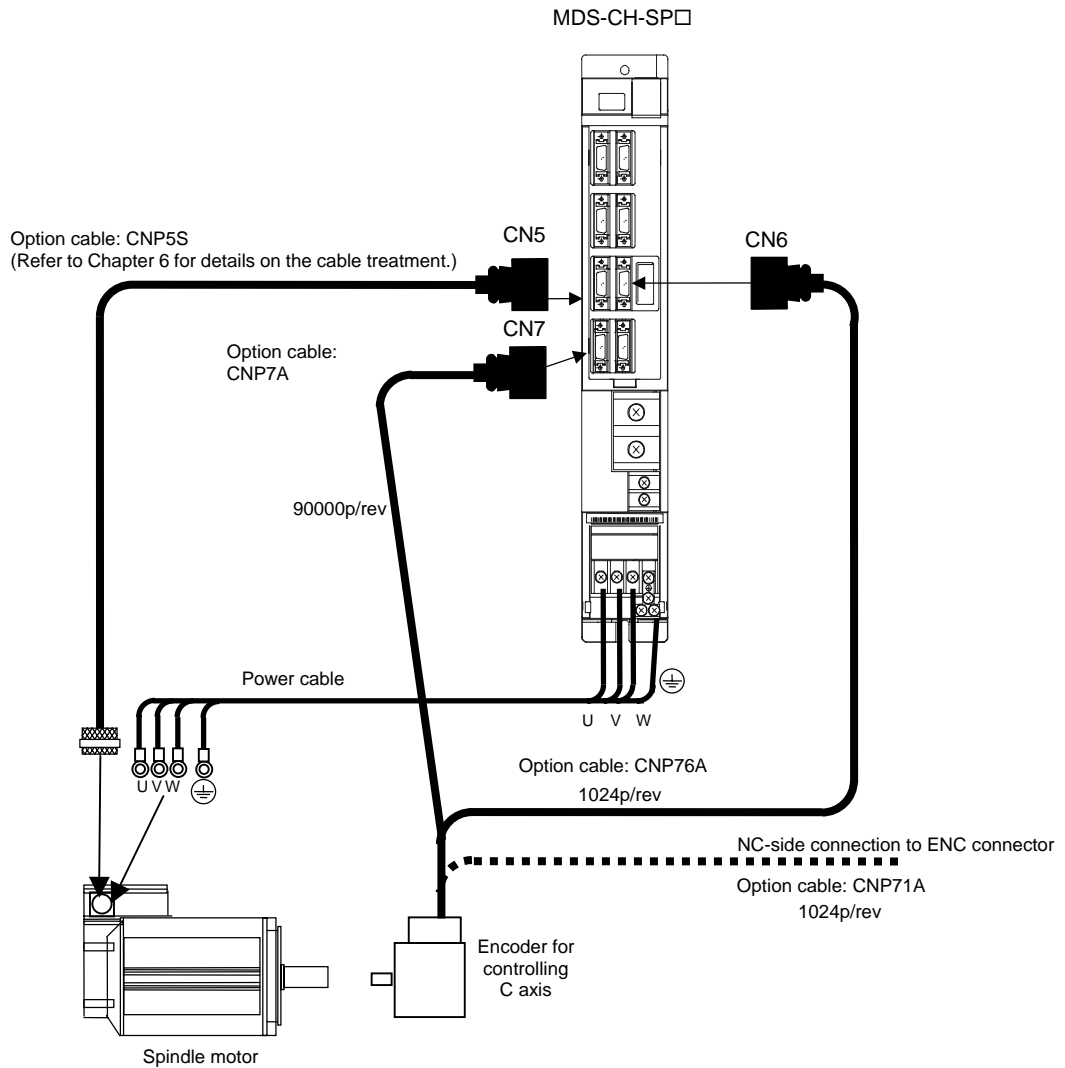 MDS-CH-SP□
Option cable: CNP5S
(Refer to Chapter 6 for details on the cable treatment.)
CN5
CN6
CN7
Option cable:
CNP7A
90000p/rev
Power cable
U V W
U V W
Option cable: CNP76A
1024p/rev
NC-side connection to ENC connector
Option cable: CNP71A
1024p/rev
Encoder for
controlling
C axis
Spindle motor